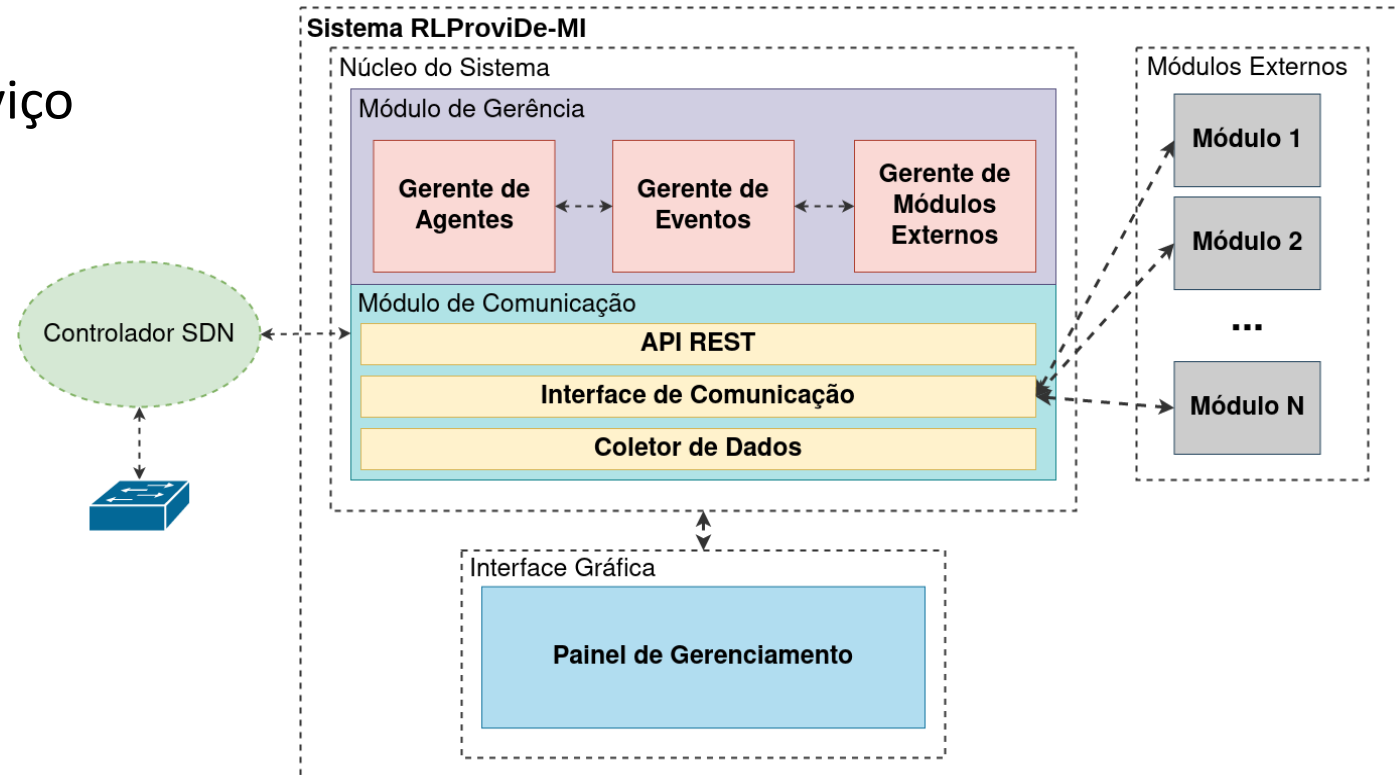 Sistema RLProviDe-MI
Núcleo do Sistema
Módulos Externos
viço
Módulo de Gerência
Gerente de
Agentes
Gerente de
Eventos
Gerente de
Módulos
Externos
Módulo 1
Módulo 2
...
Módulo N
Controlador SDN
Módulo de Comunicação
API REST
Interface de Comunicação
Coletor de Dados
Interface Gráfica
Painel de Gerenciamento